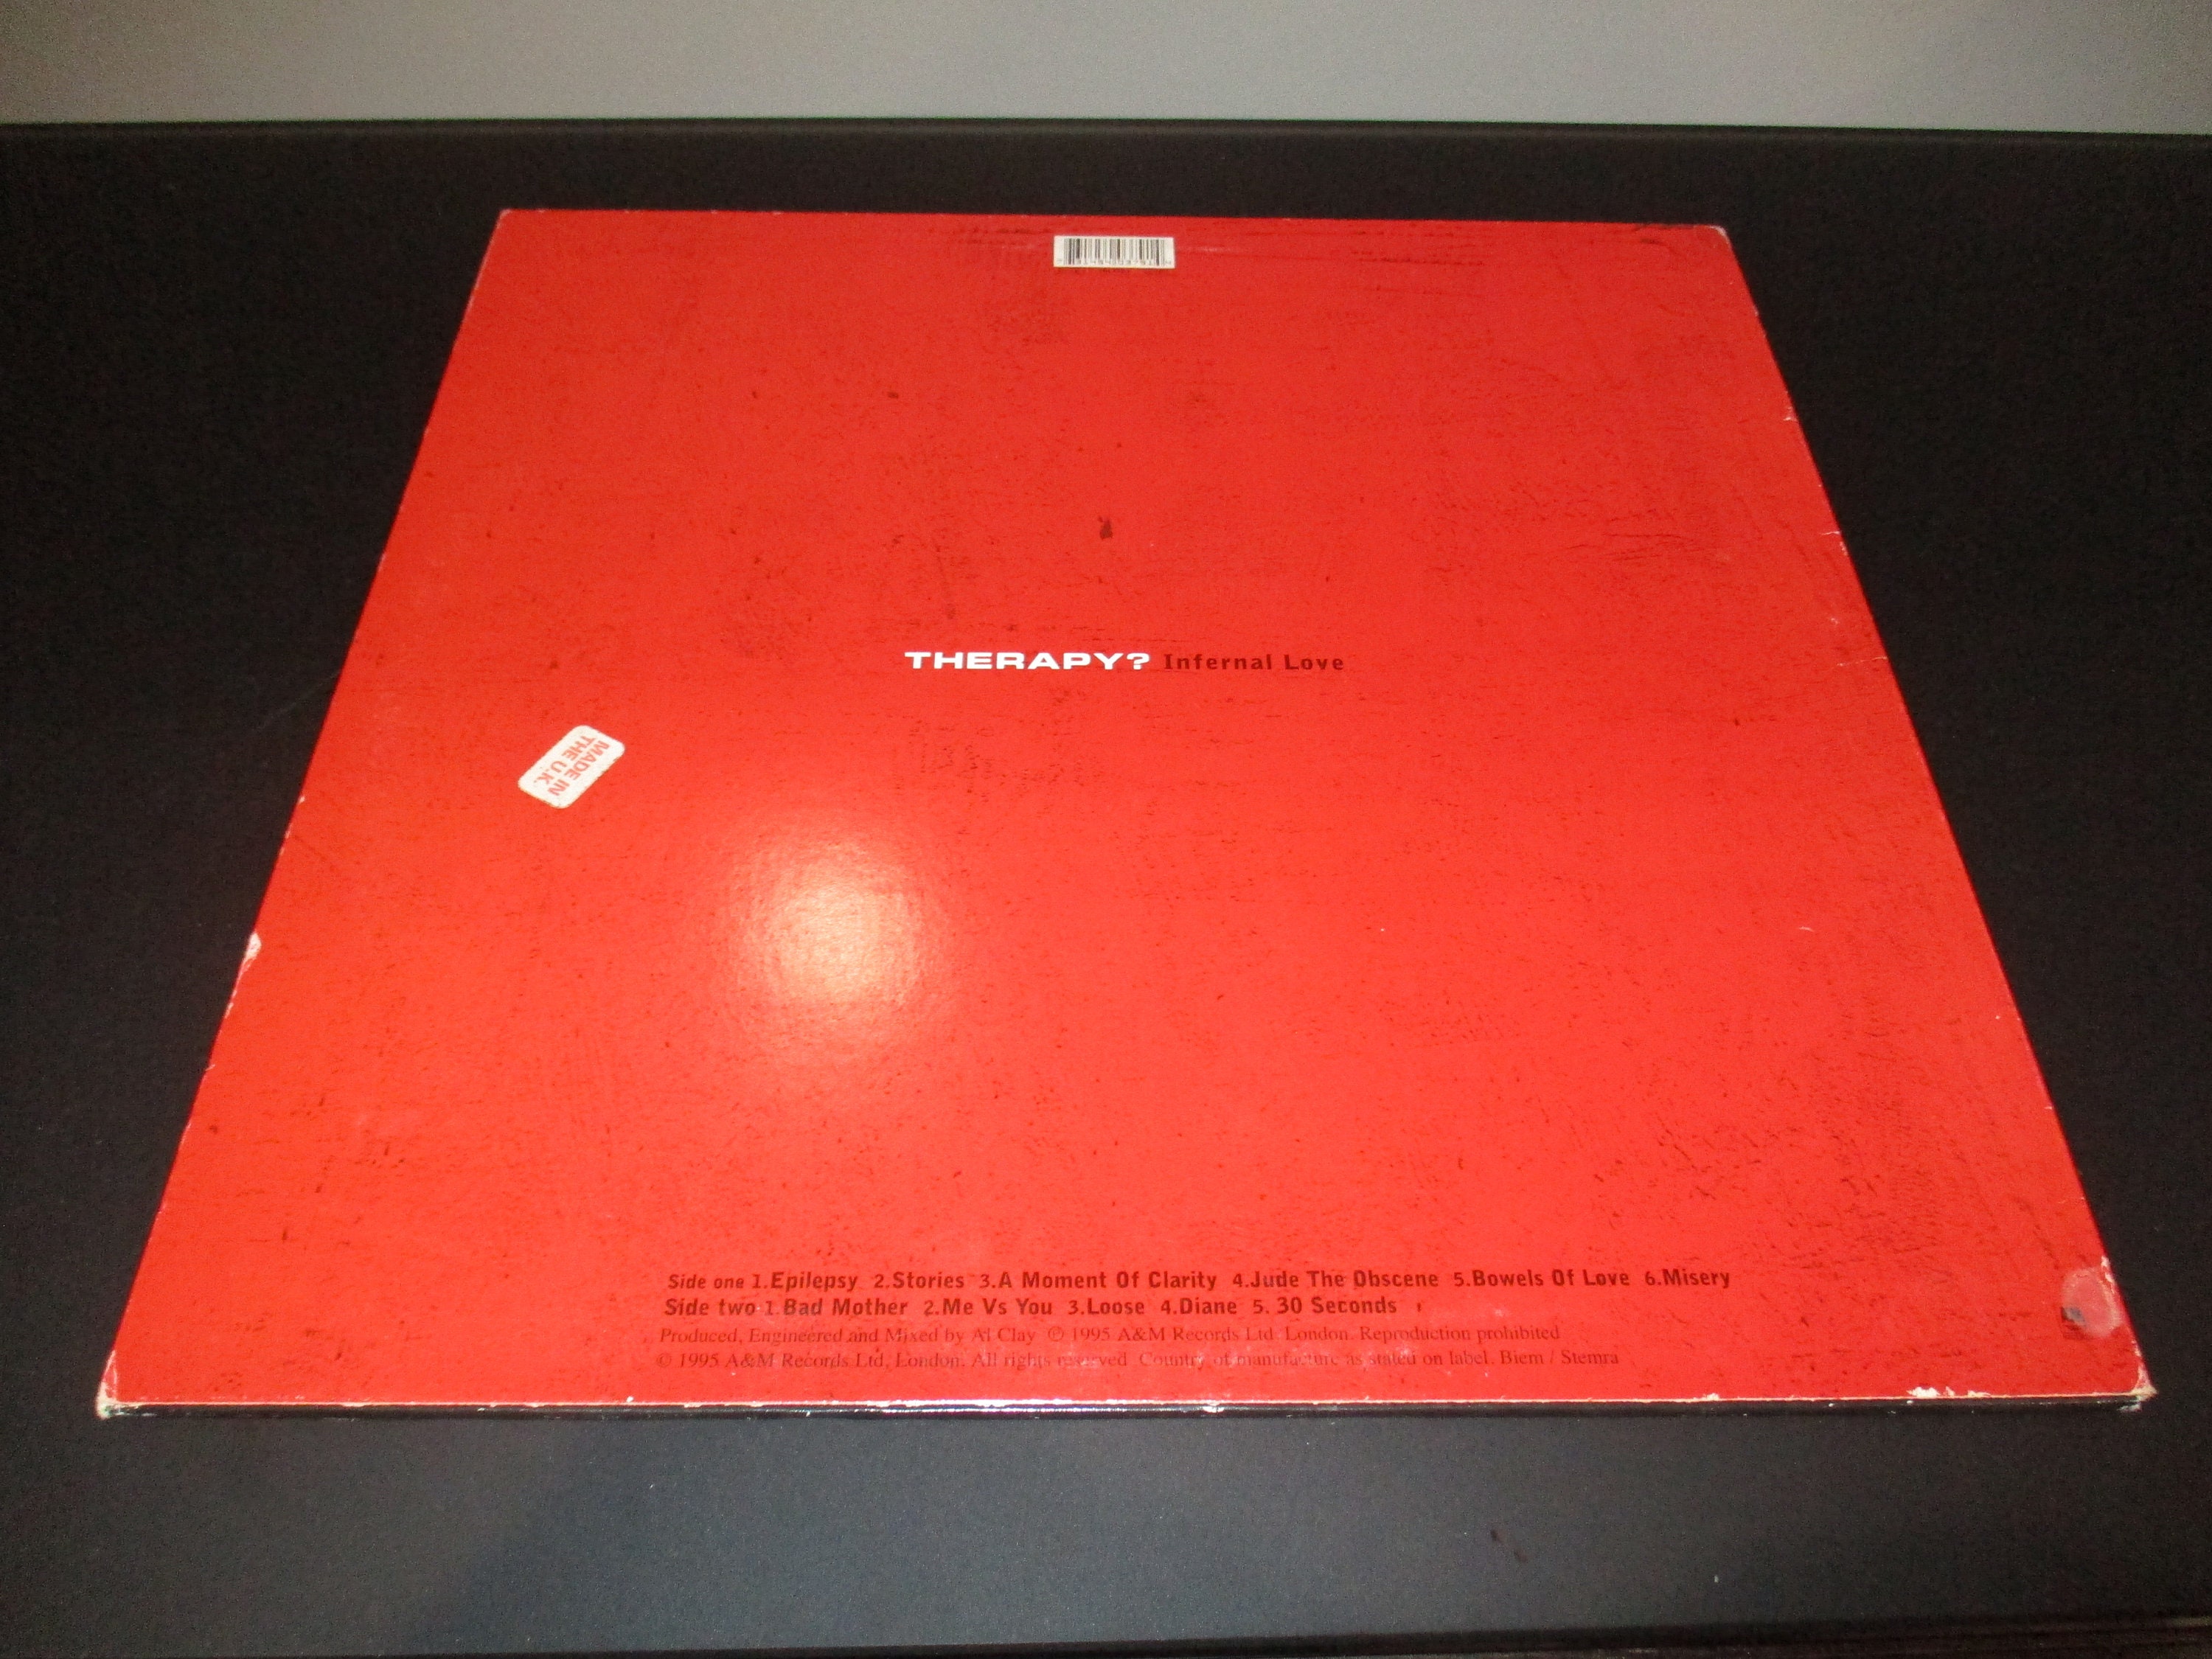 THERAPY? Infernal Love
MADE IN
THE U.K.
Side one 1.Epilepsy 2.Stories 3.A Moment Of Clarity 4.Jude The Obscene 5.Bowels Of Love 6.Misery
Side two 1.Bad Mother 2.Me Vs You 3.Loose 4.Diane 5. 30 Seconds
Produced, Engineered and Mixed by Al Clay ℗ 1995 A&M Records Ltd. London. Reproduction prohibited
© 1995 A&M Records Ltd, London. All rights reserved Country of manufacture as stated on label. Biem / Stemra